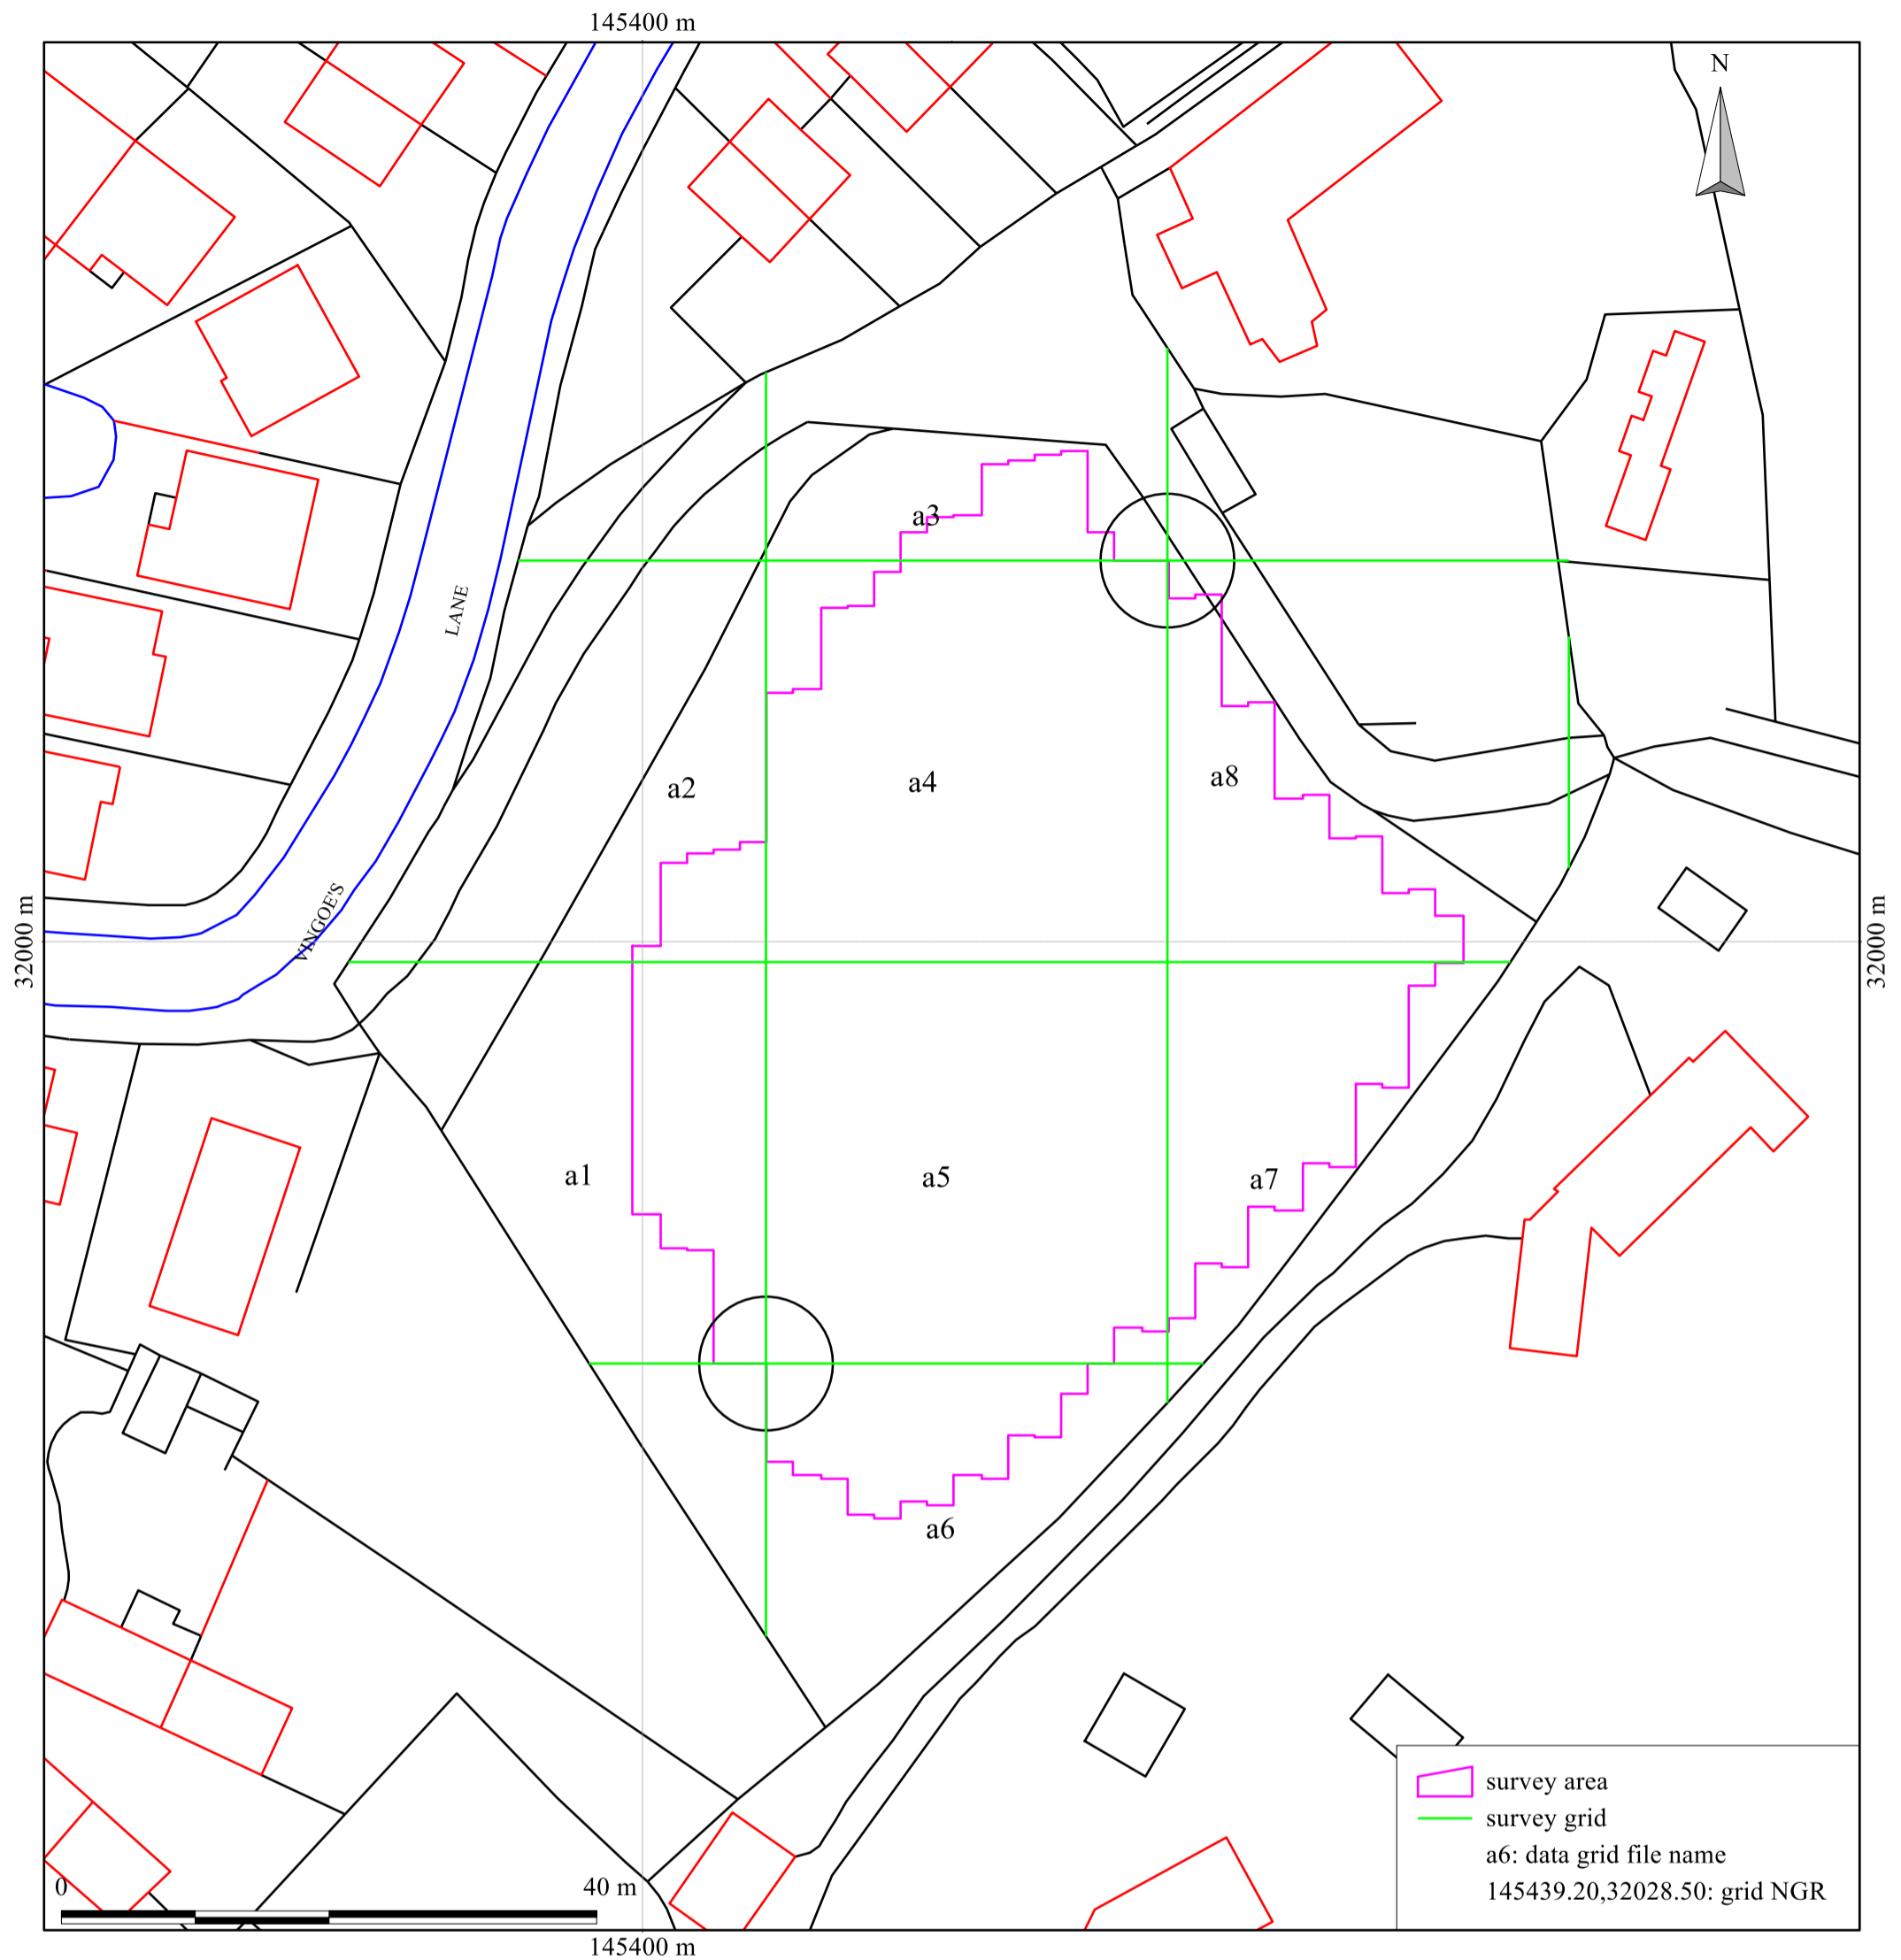 145400 m
N
a3
LANE
a2
a4
a8
VINGOE'S
32000 m
32000 m
a1
a5
a7
a6
survey area
survey grid
a6: data grid file name
145439.20,32028.50: grid NGR
0
40 m
145400 m